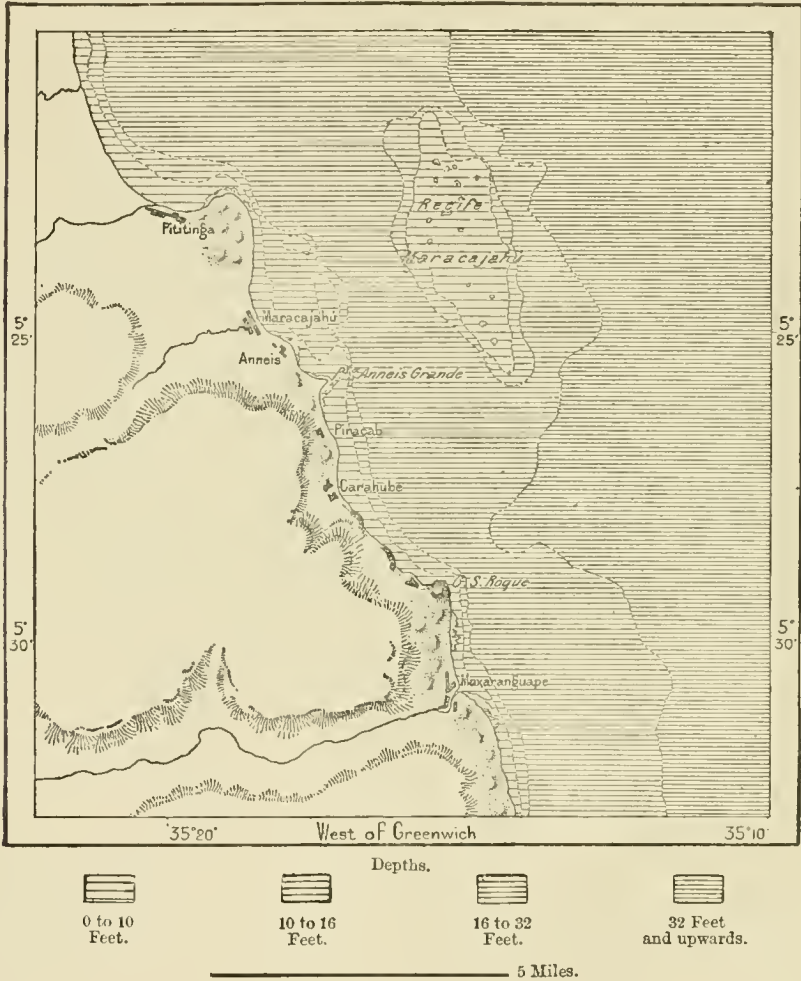 Pititinga
Recife
Maracajahú
5°
25'
Maracajahú
5°
25'
Anneis
Pta Anneis Grande
Piracab
Carahube
C. S. Roque
5°
30'
5°
30'
Maxaranguape
35°20'
West of Greenwich
35°10'
Depths.
0 to 10
Feet.
10 to 16
Feet.
16 to 32
Feet.
32 Feet
and upwards.
5 Miles.